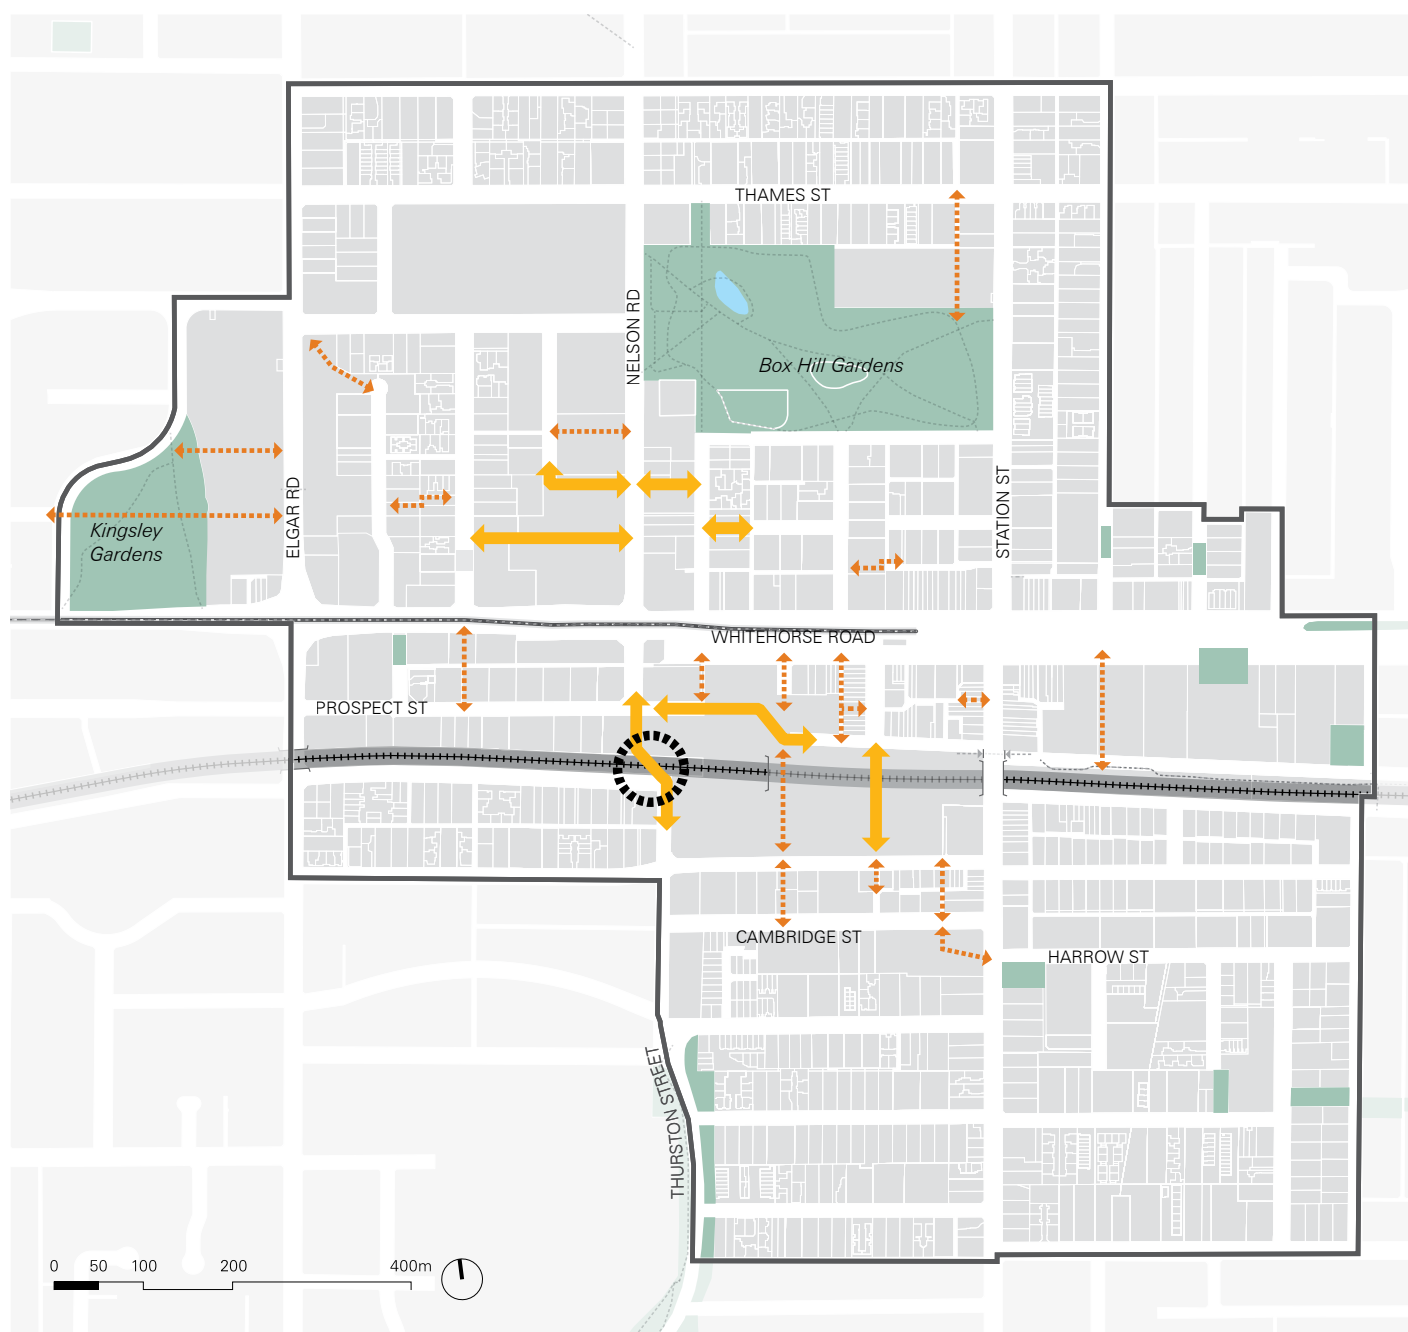 THAMES ST
NELSON RD
Box Hill Gardens
ELGAR RD
STATION ST
Kingsley
Gardens
WHITEHORSE ROAD
PROSPECT ST
CAMBRIDGE ST
HARROW ST
THURSTON STREET
0 50 100 200 400m